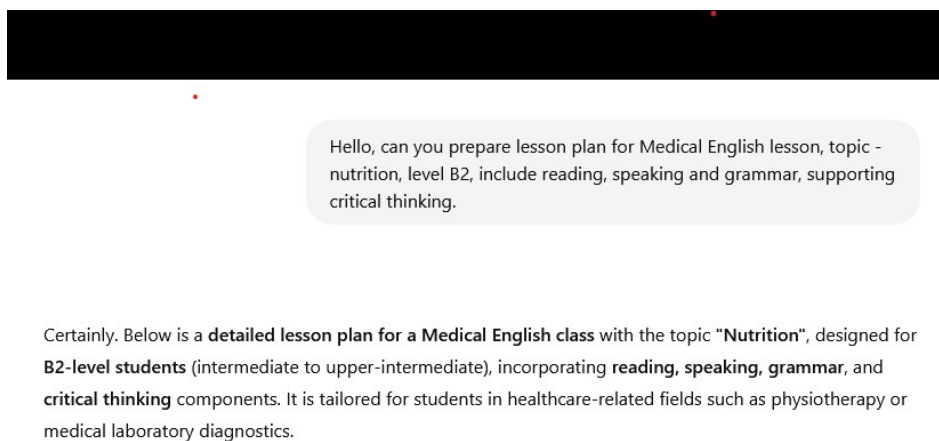 Hello, can you prepare lesson plan for Medical English lesson, topic -
nutrition, level B2, include reading, speaking and grammar, supporting
critical thinking.
Certainly. Below is a detailed lesson plan for a Medical English class with the topic "Nutrition", designed for
B2-level students (intermediate to upper-intermediate), incorporating reading, speaking, grammar, and
critical thinking components. It is tailored for students in healthcare-related fields such as physiotherapy or
medical laboratory diagnostics.